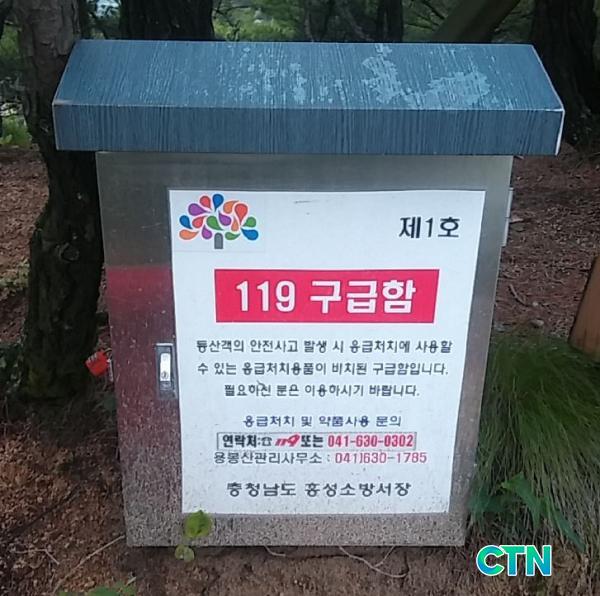 제1호
119 구급함
등산객의 안전사고 발생 시 응급처치에 사용할
수 있는 응급처치용품이 비치된 구급함입니다.
필요하신 분은 이용하시기 바랍니다.
응급처치 및 약품사용 문의
연락처:☎ 119 또는 041-630-0302
용봉산관리사무소 : 041)630-1785
충청남도 홍성소방서장
CTN